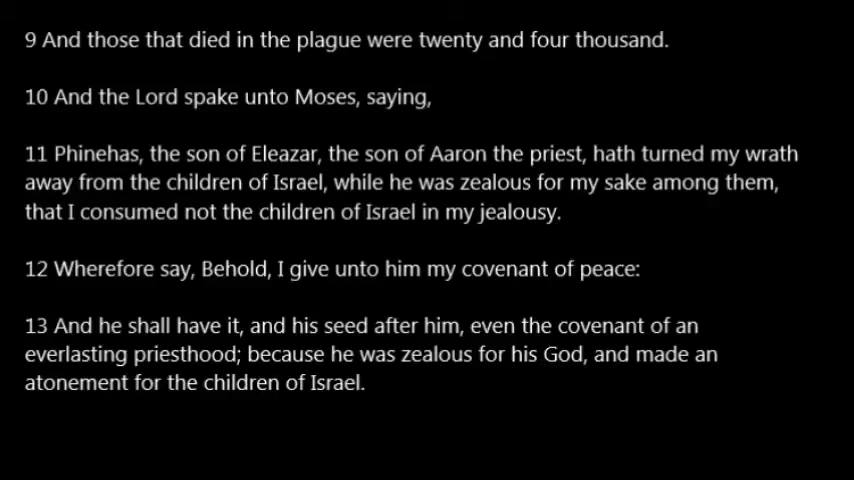 9 And those that died in the plague were twenty and four thousand.
10 And the Lord spake unto Moses, saying,
11 Phinehas, the son of Eleazar, the son of Aaron the priest, hath turned my wrath
away from the children of Israel, while he was zealous for my sake among them,
that I consumed not the children of Israel in my jealousy.
12 Wherefore say, Behold, I give unto him my covenant of peace:
13 And he shall have it, and his seed after him, even the covenant of an
everlasting priesthood; because he was zealous for his God, and made an
atonement for the children of Israel.